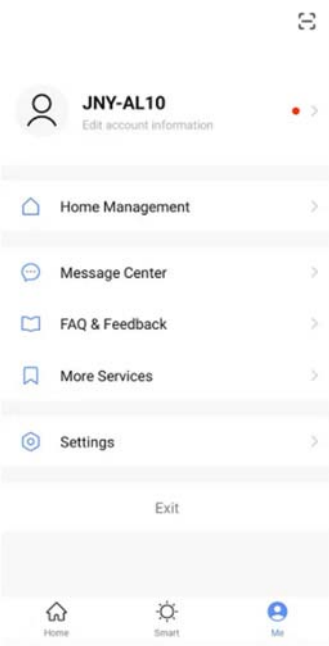 JNY-AL10
Edit account information
Home Management
Message Center
FAQ & Feedback
More Services
Settings
Exit
Home Smart Me